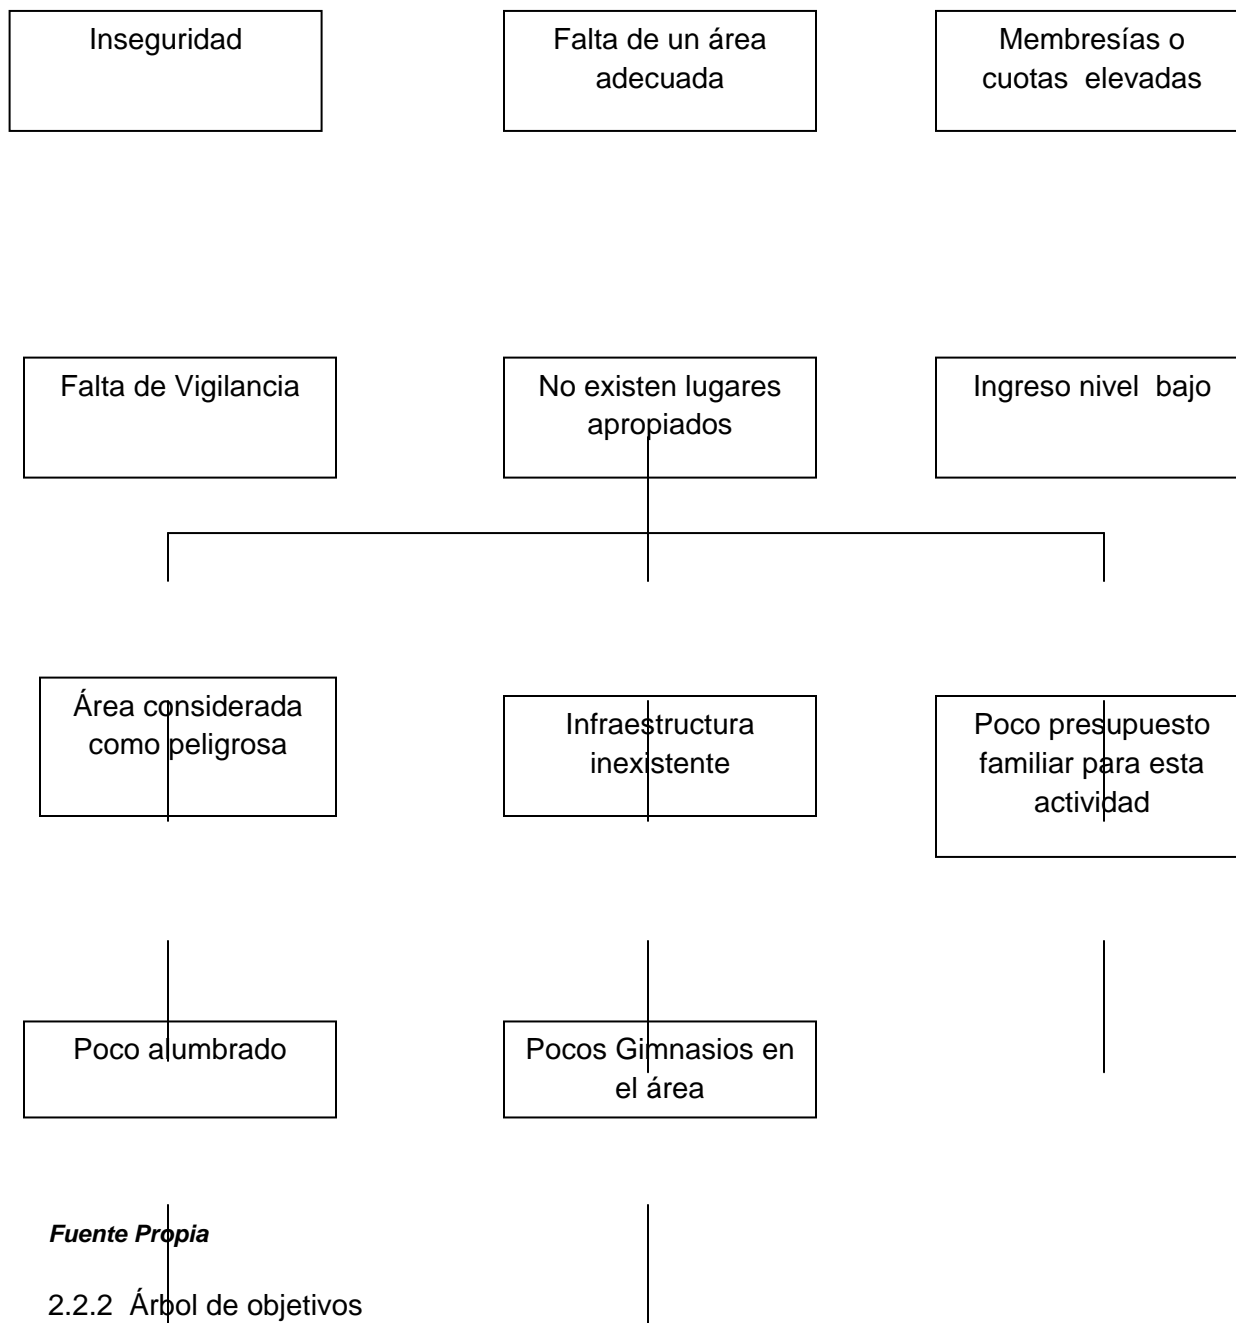 Inseguridad
Falta de un área
adecuada
Membresías o
cuotas elevadas
Falta de Vigilancia
No existen lugares
apropiados
Ingreso nivel bajo
Área considerada
como peligrosa
Infraestructura
inexistente
Poco presupuesto
familiar para esta
actividad
Poco alumbrado
Pocos Gimnasios en
el área
Fuente Propia
2.2.2 Árbol de objetivos